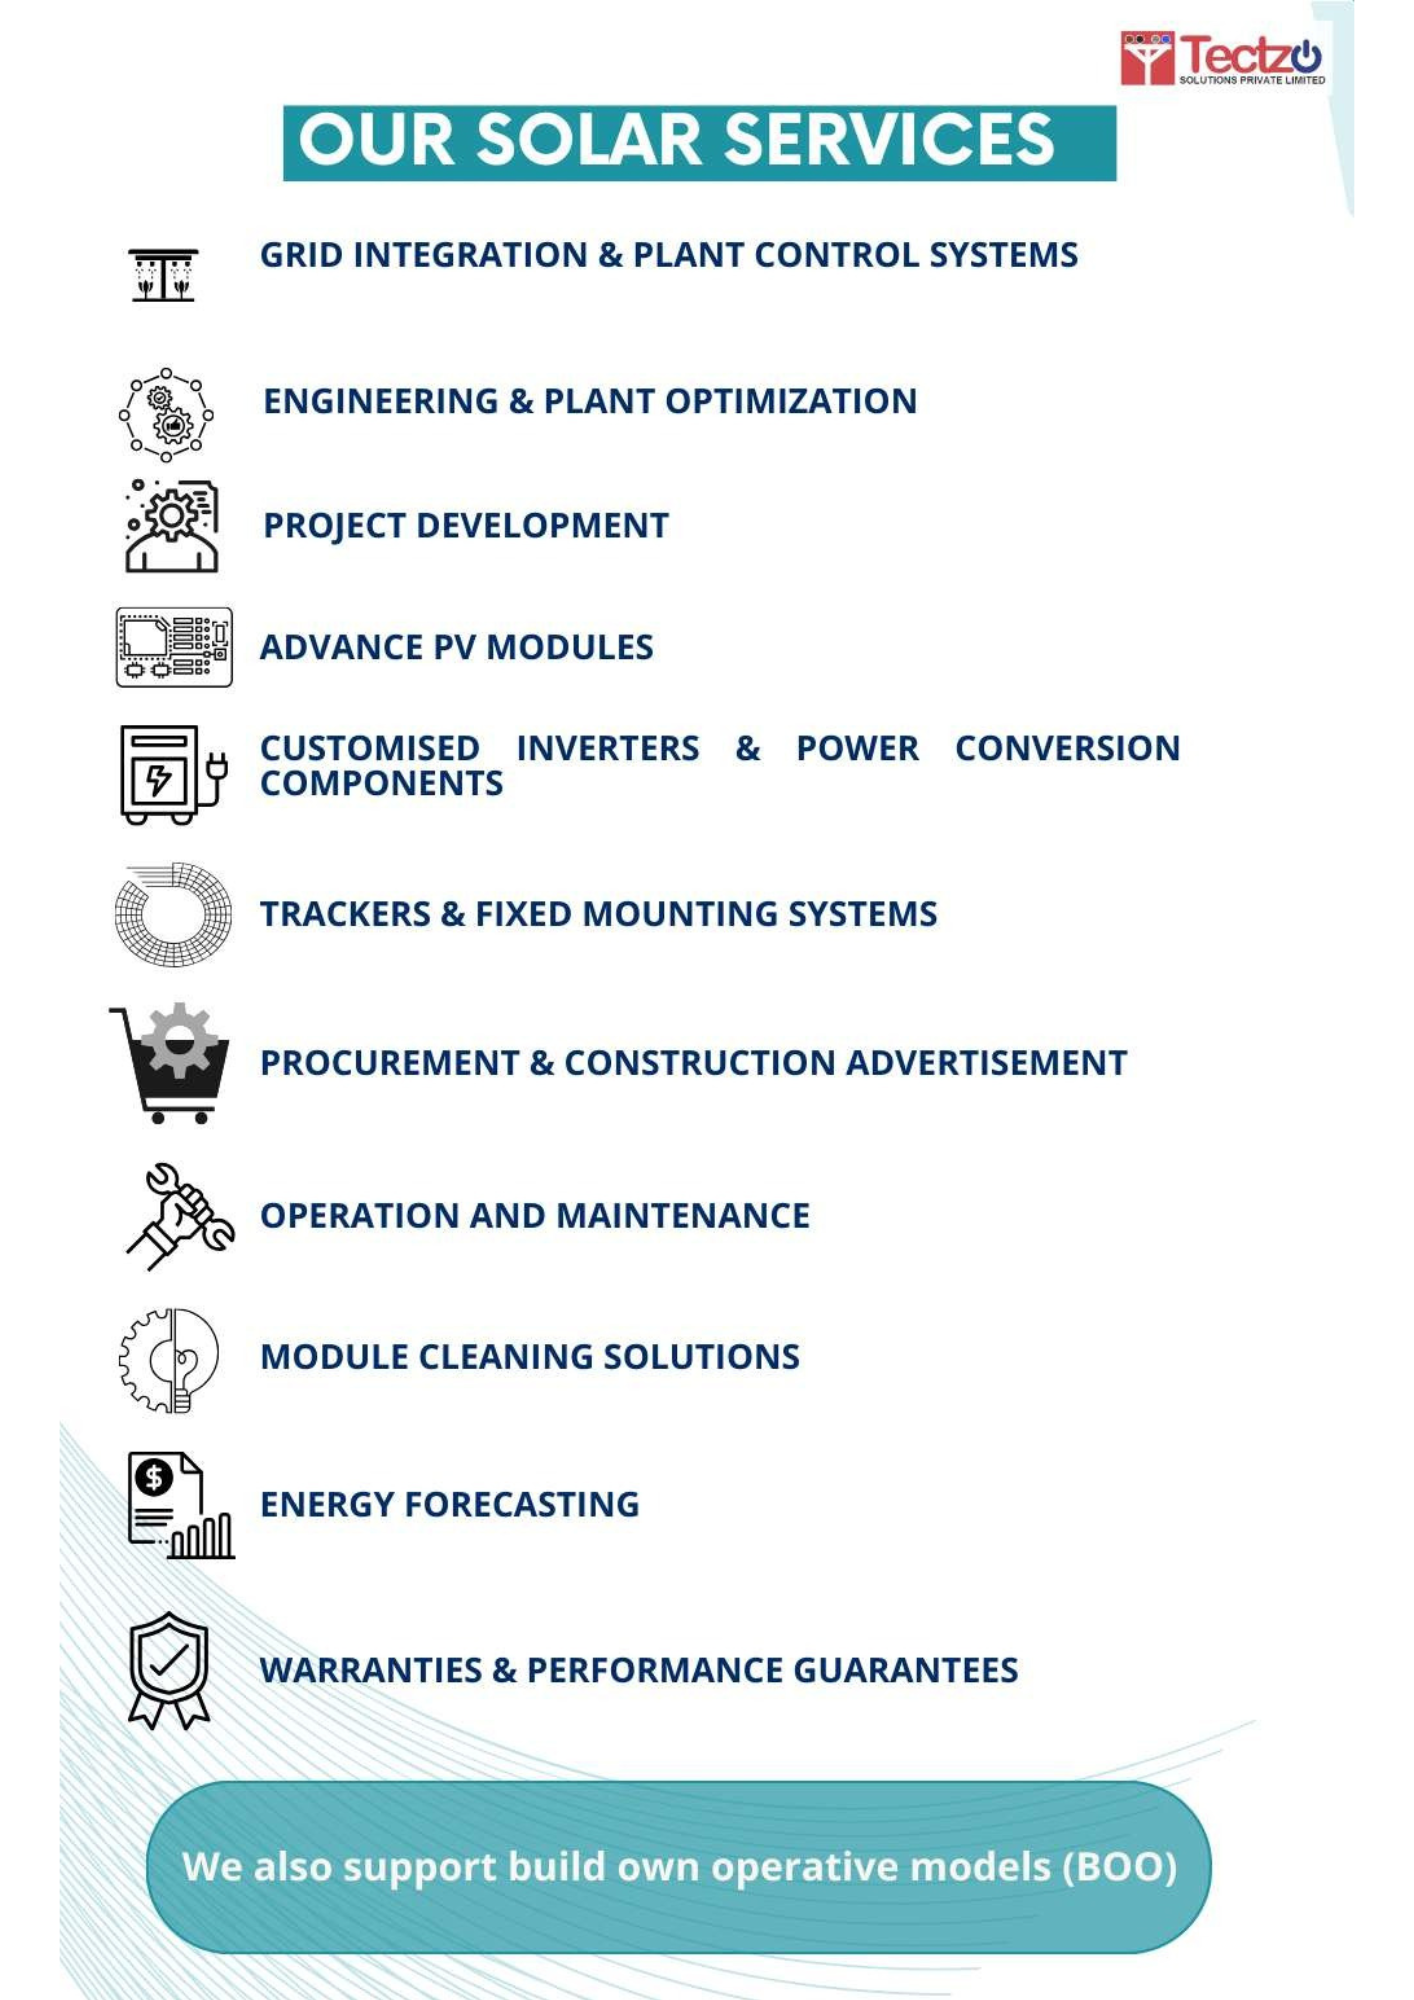 Tectzo
SOLUTIONS PRIVATE LIMITED
OUR SOLAR SERVICES
GRID INTEGRATION & PLANT CONTROL SYSTEMS
ENGINEERING & PLANT OPTIMIZATION
PROJECT DEVELOPMENT
ADVANCE PV MODULES
CUSTOMISED INVERTERS & POWER CONVERSION
COMPONENTS
TRACKERS & FIXED MOUNTING SYSTEMS
PROCUREMENT & CONSTRUCTION ADVERTISEMENT
OPERATION AND MAINTENANCE
MODULE CLEANING SOLUTIONS
$
ENERGY FORECASTING
WARRANTIES & PERFORMANCE GUARANTEES
We also support build own operative models (BOO)